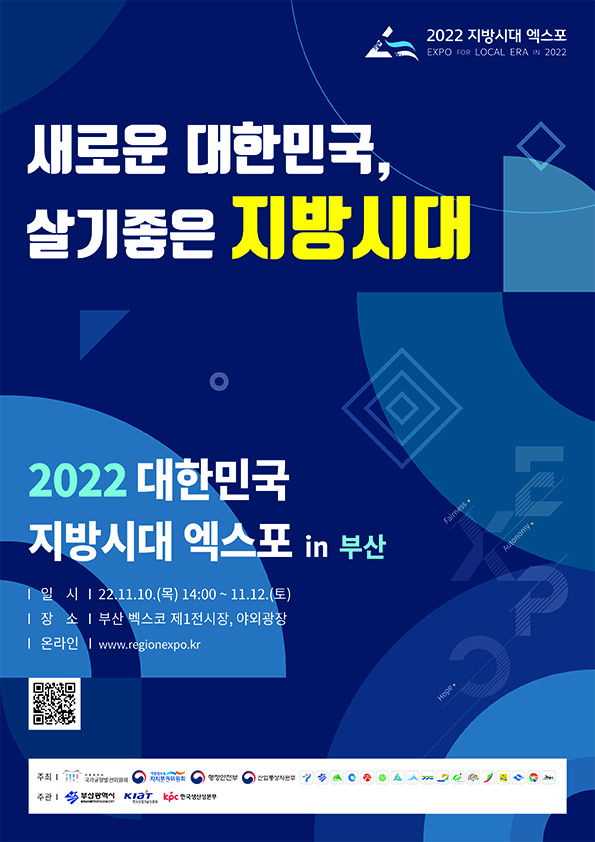 2022 지방시대 엑스포
EXPO FOR LOCAL ERA IN 2022
새로운 대한민국,
살기좋은 지방시대
2022 대한민국
지방시대 엑스포 in 부산
Fairness
Autonomy
EXPO
Hope
I 일 시 I 22.11.10.(목) 14:00 ~ 11.12.(토)
I 장 소 I 부산 벡스코 제1전시장, 야외광장
I 온라인 I www.regionexpo.kr
주최 I 국가균형발전위원회 자치분권위원회 행정안전부 산업통상자원부
주관 I 부산광역시 KIAT kpc 한국생산성본부